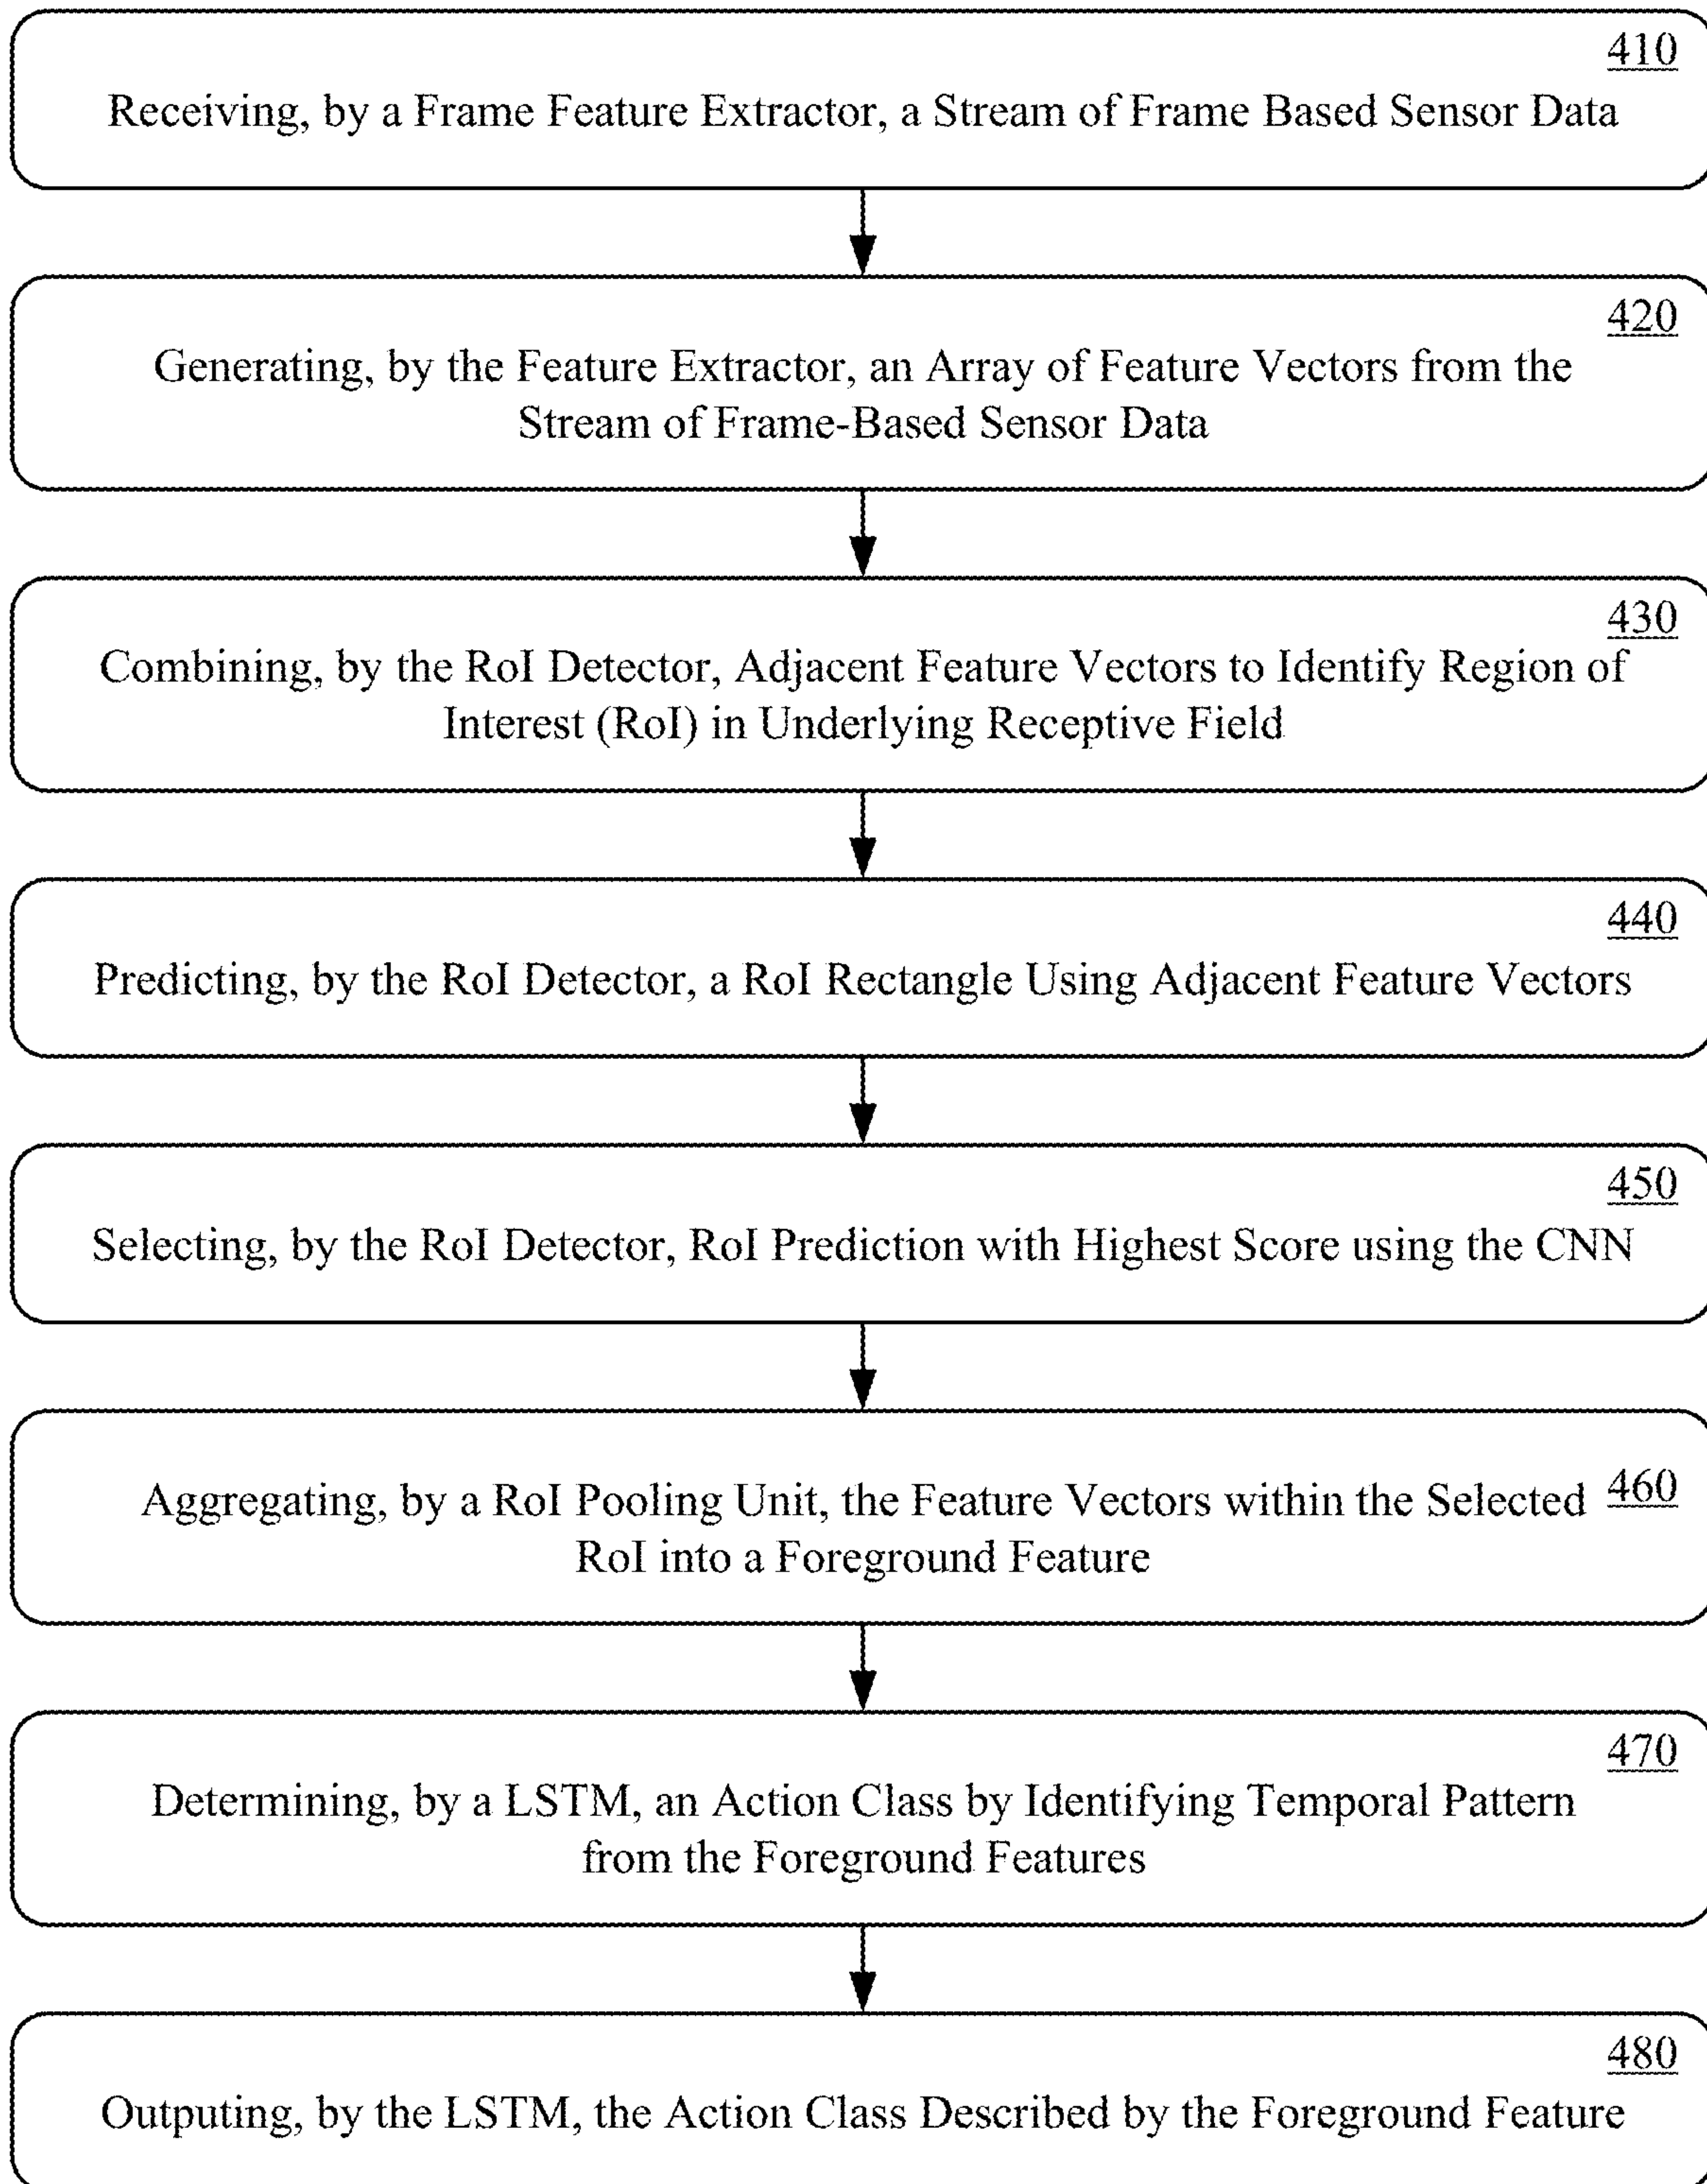 410
Receiving, by a Frame Feature Extractor, a Stream of Frame Based Sensor Data
420
Generating, by the Feature Extractor, an Array of Feature Vectors from the
Stream of Frame-Based Sensor Data
430
Combining, by the RoI Detector, Adjacent Feature Vectors to Identify Region of
Interest (RoI) in Underlying Receptive Field
440
Predicting, by the RoI Detector, a RoI Rectangle Using Adjacent Feature Vectors
450
Selecting, by the RoI Detector, RoI Prediction with Highest Score using the CNN
460
Aggregating, by a RoI Pooling Unit, the Feature Vectors within the Selected
RoI into a Foreground Feature
470
Determining, by a LSTM, an Action Class by Identifying Temporal Pattern
from the Foreground Features
480
Outputing, by the LSTM, the Action Class Described by the Foreground Feature